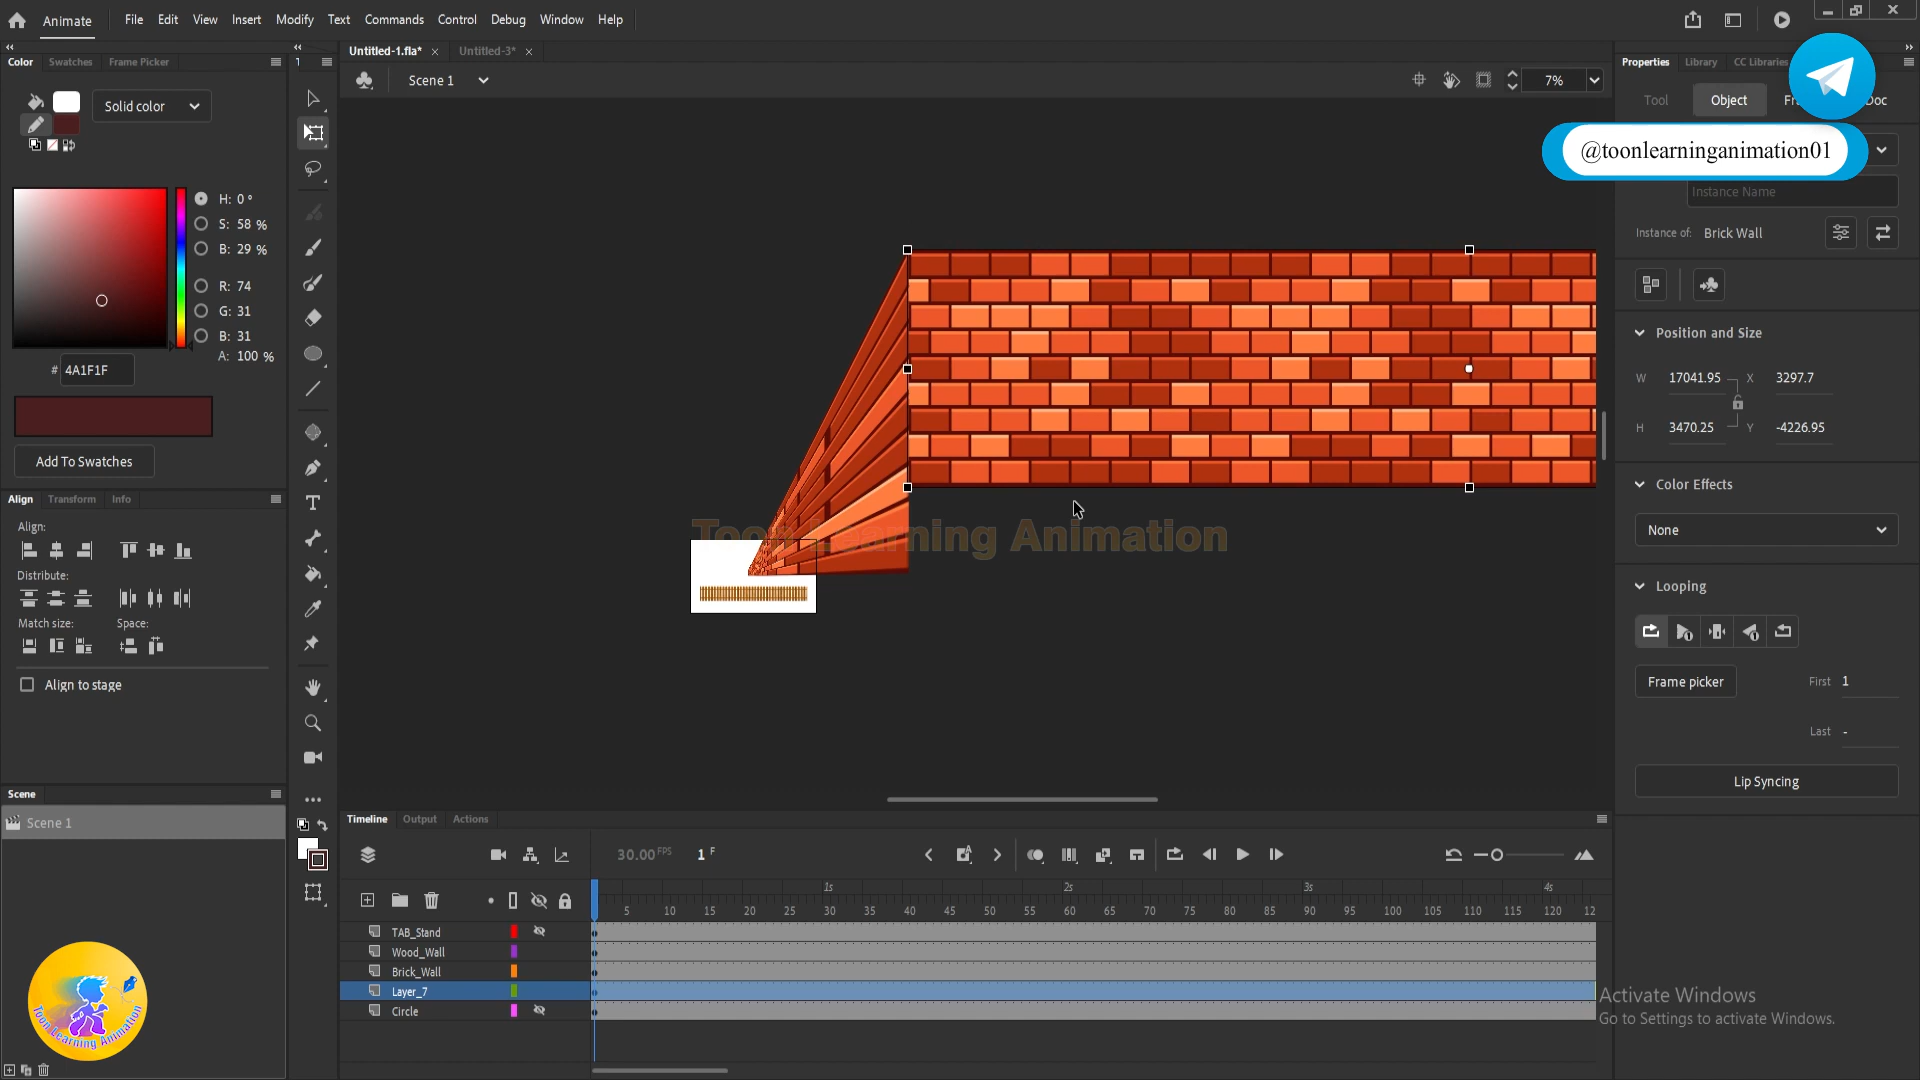 Animate File Edit View Insert Modify Text Commands Control Debug Window Help
Untitled-1.fla* Untitled-3*
Color Swatches Frame Picker
Scene 1
7%
Properties Library CC Libraries
Solid color
Tool Object Doc
@toonlearninganimation01
Instance Name
H: 0 °
S: 58 %
B: 29 %
R: 74
G: 31
B: 31
A: 100 %
# 4A1F1F
Add To Swatches
Instance of: Brick Wall
Position and Size
W 17041.95 X 3297.7
H 3470.25 Y -4226.95
Color Effects
None
Looping
Frame picker First 1
Last -
Lip Syncing
Align Transform Info
Align:
Distribute:
Match size: Space:
Align to stage
Toon Learning Animation
Scene
Scene 1
Timeline Output Actions
30.00 FPS 1 F
1s 2s 3s 4s
5 10 15 20 25 30 35 40 45 50 55 60 65 70 75 80 85 90 95 100 105 110 115 120 12
TAB_Stand
Wood_Wall
Brick_Wall
Layer_7
Circle
Toon Learning Animation
Activate Windows
Go to Settings to activate Windows.